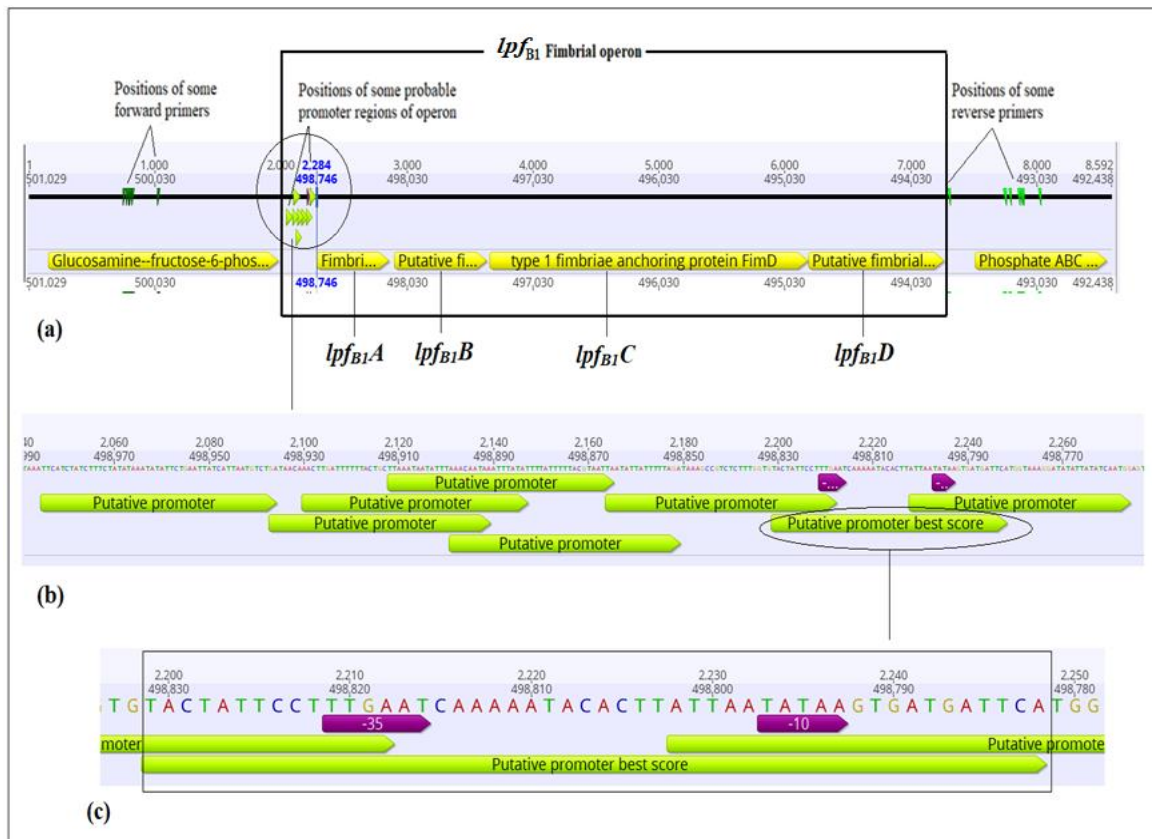 lpfB1 Fimbrial operon
Positions of some forward primers
Positions of some probable promoter regions of operon
Positions of some reverse primers
1 1,000 2,000 2,284 3,000 4,000 5,000 6,000 7,000 8,000 8.592
501,029 500,030 498,746 498,030 497,030 496,030 495,030 494,030 493,030 492.438
Glucosamine--fructose-6-phos... Fimbri... Putative fi... type 1 fimbriae anchoring protein FimD Putative fimbrial... Phosphate ABC ...
501,029 500,030 498,746 498,030 497,030 496,030 495,030 494,030 493,030 492.438
(a)
lpfB1A lpfB1B lpfB1C lpfB1D
40 2,060 2,080 2,100 2,120 2,140 2,160 2,180 2,200 2,220 2,240 2,260
990 498,970 498,950 498,930 498,910 498,890 498,870 498,850 498,830 498,810 498,790 498,770
Putative promoter -... -...
Putative promoter Putative promoter Putative promoter Putative promoter
Putative promoter Putative promoter best score
Putative promoter
(b)
2,200 2,210 2,220 2,230 2,240 2,250
498,830 498,820 498,810 498,800 498,790 498,780
T G T A C T A T T C C T T T G A A T C A A A A A T A C A C T T A T T A A T A T A A G T G A T G A T T C A T G G
-35 -10
moter Putative promote
Putative promoter best score
(c)